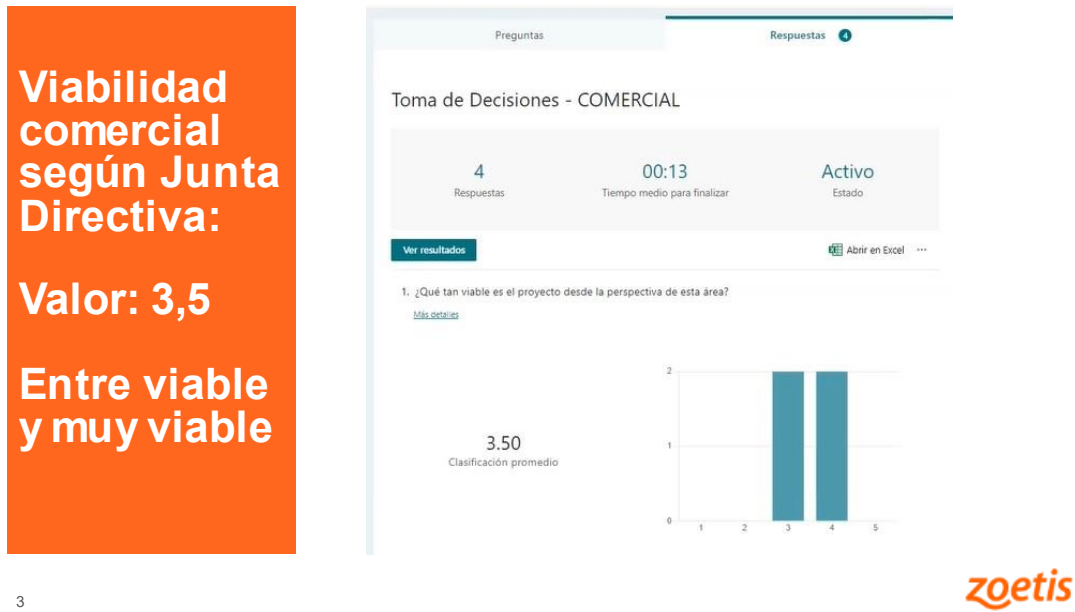 Viabilidad
comercial
según Junta
Directiva:
Valor: 3,5
Entre viable
y muy viable
Preguntas
Respuestas 4
Toma de Decisiones - COMERCIAL
4
Respuestas
00:13
Tiempo medio para finalizar
Activo
Estado
Ver resultados
Abrir en Excel ...
1. ¿Qué tan viable es el proyecto desde la perspectiva de esta área?
Más detalles
3.50
Clasificación promedio
2
1
0
1 2 3 4 5
3
zoetis